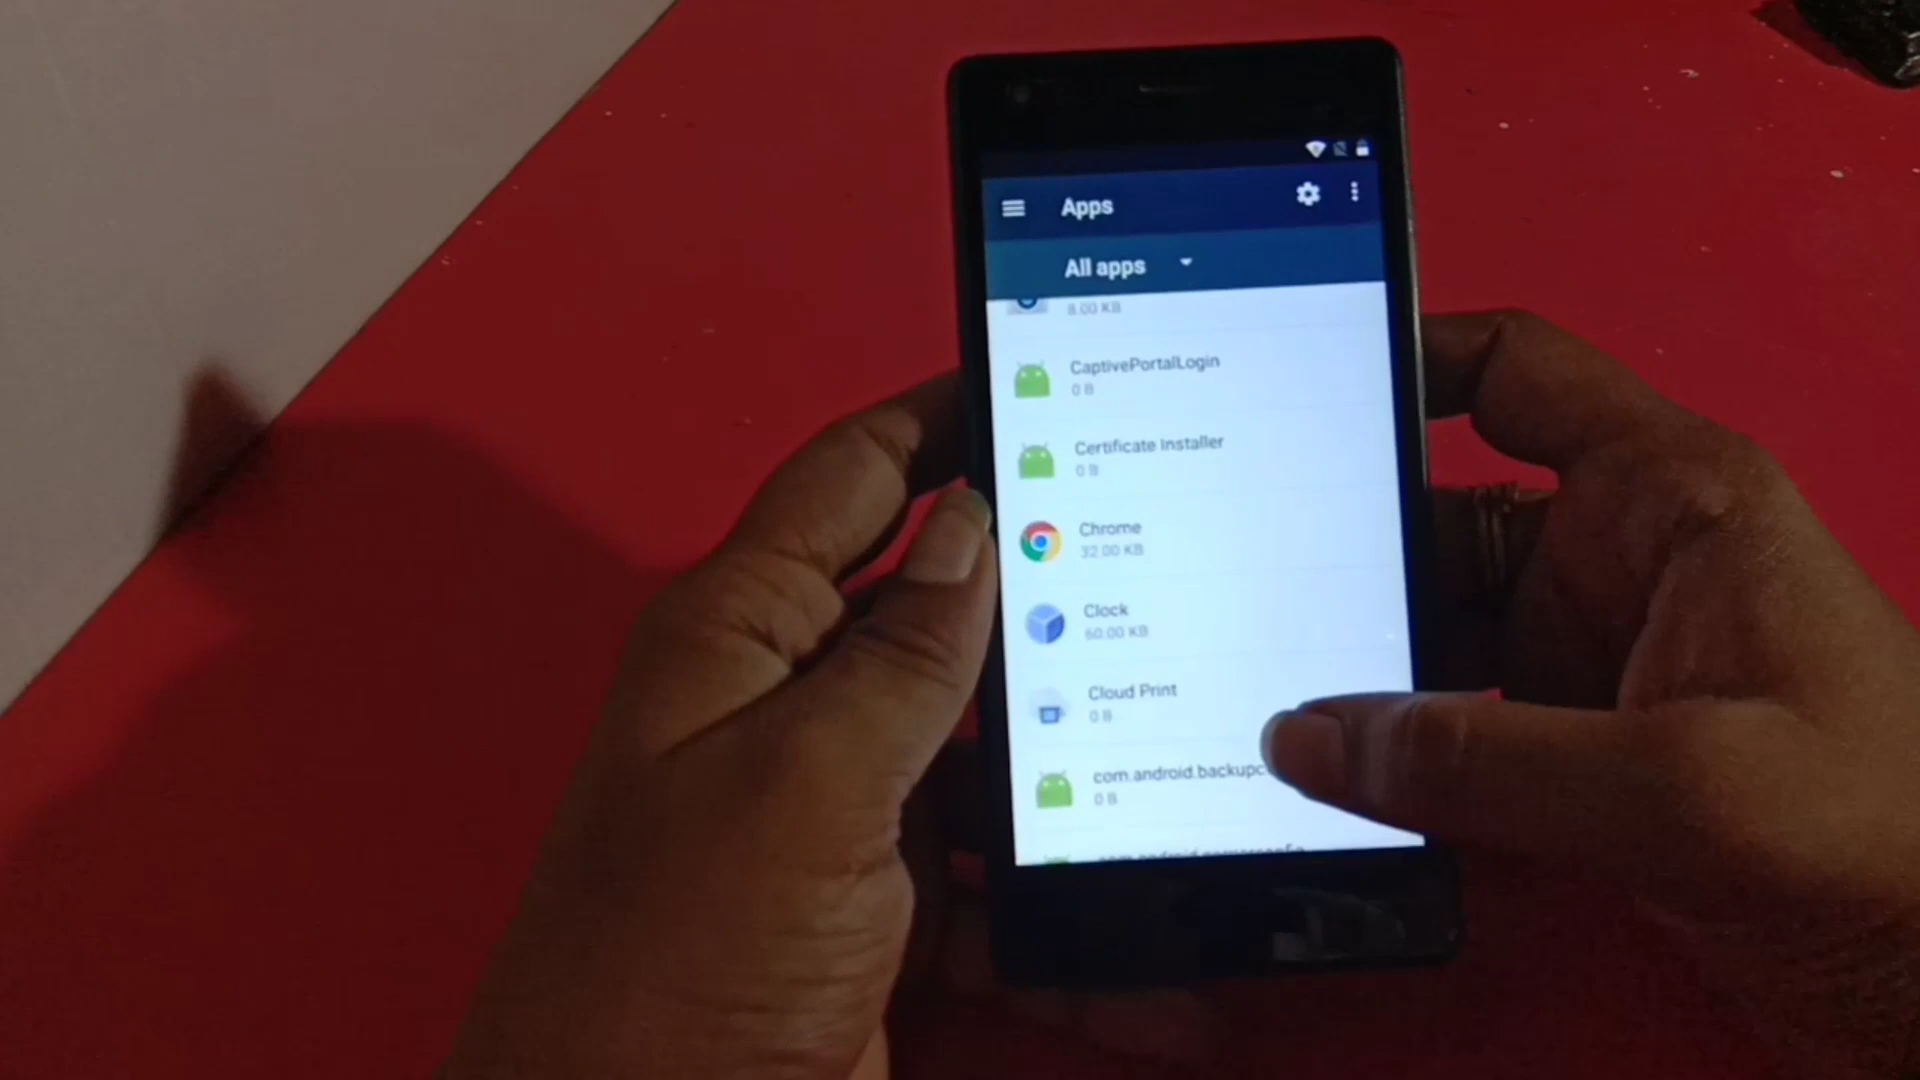 Apps
All apps
8.00 KB
CaptivePortalLogin
0 B
Certificate Installer
0 B
Chrome
32.00 KB
Clock
60.00 KB
Cloud Print
0 B
com.android.backupc
0 B